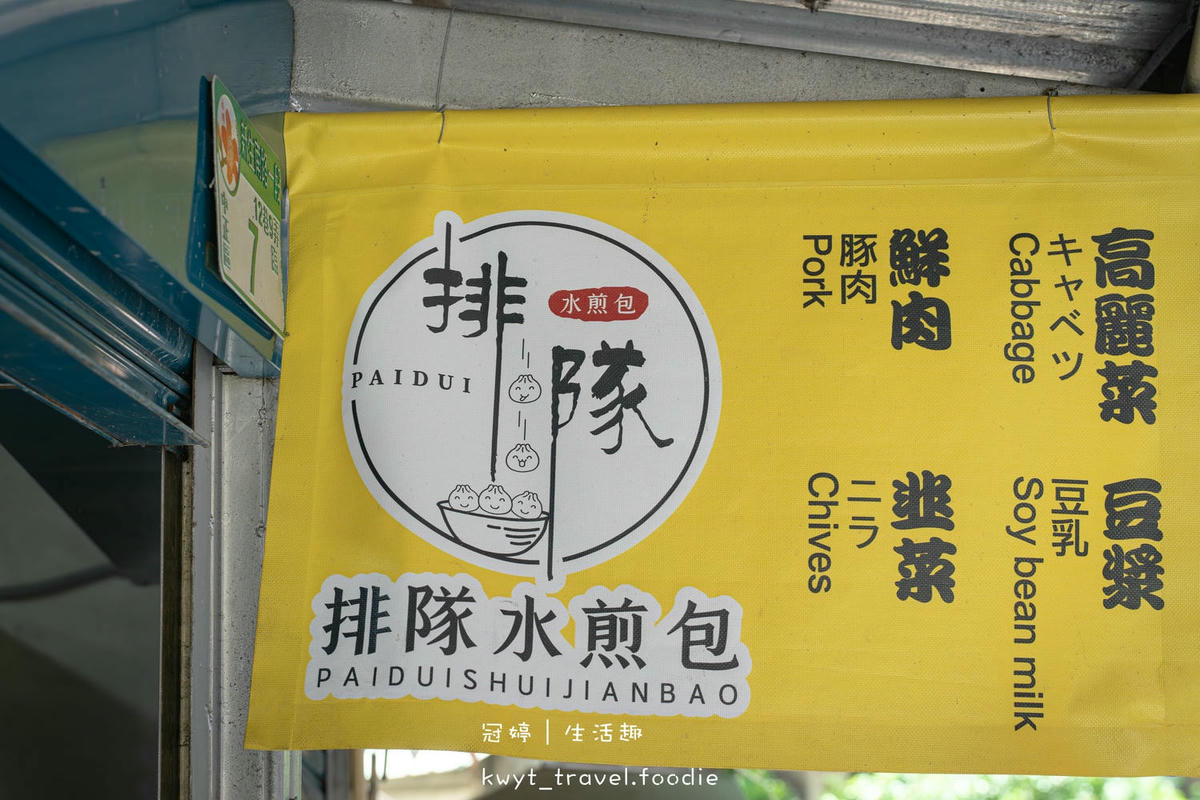 7
排隊
水煎包
PAIDUI
排隊水煎包
PAIDUISHUIJIANBAO
高麗菜
キャベツ
Cabbage
豆漿
豆乳
Soy bean milk
鮮肉
豚肉
Pork
韭菜
ニラ
Chives
冠婷 | 生活趣
kwyt_travel.foodie